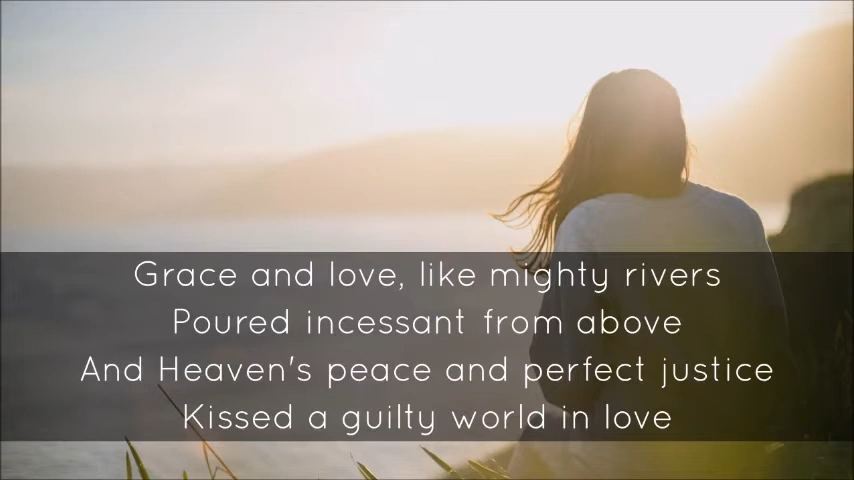 Grace and love, like mighty rivers
Poured incessant from above
And Heaven's peace and perfect justice
Kissed a guilty world in love